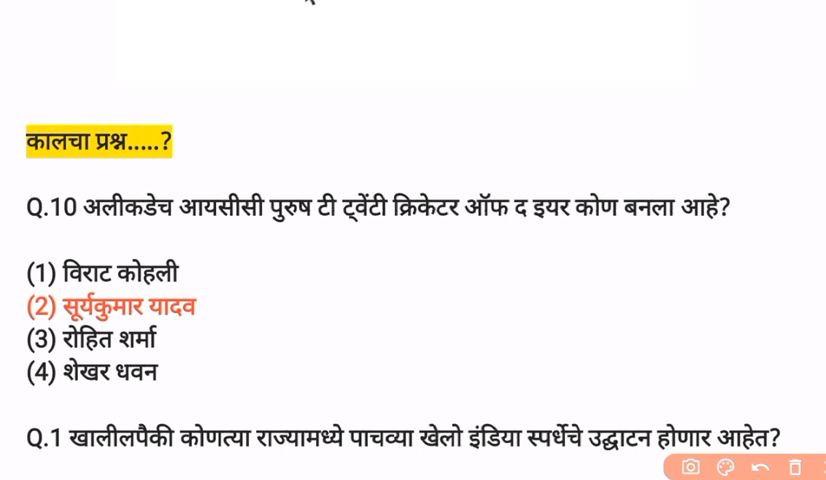 कालचा प्रश्न.....?
Q.10 अलीकडेच आयसीसी पुरुष टी ट्वेंटी क्रिकेटर ऑफ द इयर कोण बनला आहे?
(1) विराट कोहली
(2) सूर्यकुमार यादव
(3) रोहित शर्मा
(4) शेखर धवन
Q.1 खालीलपैकी कोणत्या राज्यामध्ये पाचव्या खेलो इंडिया स्पर्धेचे उद्घाटन होणार आहेत?